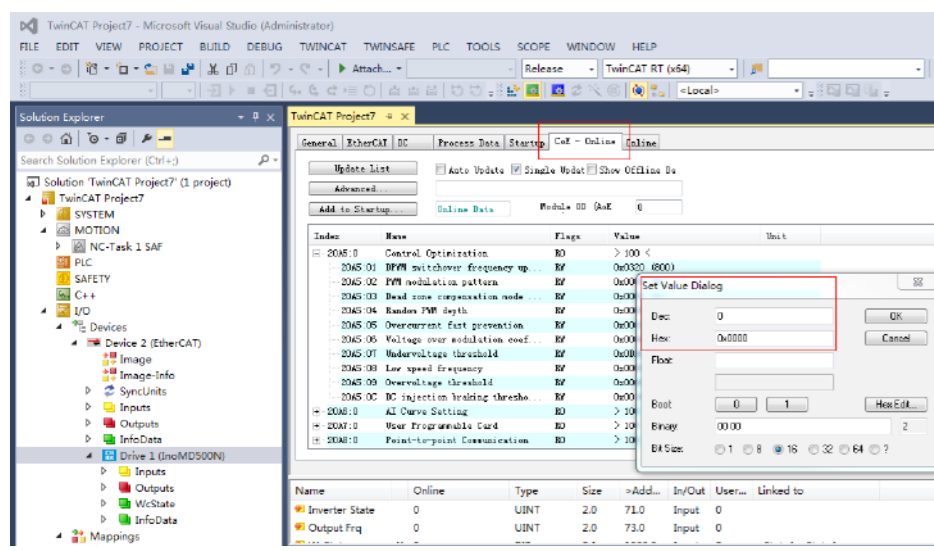 TwinCAT Project7 - Microsoft Visual Studio (Administrator)
FILE EDIT VIEW PROJECT BUILD DEBUG TWINCAT TWINSAFE PLC TOOLS SCOPE WINDOW HELP
Attach... Release TwinCAT RT (x64)
<Local>
Solution Explorer
TwinCAT Project7
General EtherCAT DC Process Data Startup CoE - Online Online
Search Solution Explorer (Ctrl+;)
Update List Auto Update Single Updat Show Offline Da
Advanced...
Add to Startup... Online Data Module OD (AoE 0
Solution 'TwinCAT Project7' (1 project)
TwinCAT Project7
SYSTEM
MOTION
NC-Task 1 SAF
PLC
SAFETY
C++
I/O
Devices
Device 2 (EtherCAT)
Image
Image-Info
SyncUnits
Inputs
Outputs
InfoData
Drive 1 (InoMD500N)
Inputs
Outputs
WcState
InfoData
Mappings
Index Name Flags Value Unit
20A5:0 Control Optimization RO > 100 <
20A5:01 DPWM switchover frequency up... RW 0x0320 (800)
20A5:02 PWM modulation pattern RW 0x00
20A5:03 Dead zone compensation mode ... RW 0x00
20A5:04 Random PWM depth RW 0x00
20A5:05 Overcurrent fast prevention RW 0x00
20A5:06 Voltage over modulation coef... RW 0x00
20A5:07 Undervoltage threshold RW 0x0D
20A5:08 Low speed frequency RW 0x00
20A5:09 Overvoltage threshold RW 0x00
20A5:0C DC injection braking thresho... RW 0x00
20A6:0 AI Curve Setting RO > 10
20A7:0 User Programmable Card RO > 10
20A8:0 Point-to-point Communication RO > 10
Set Value Dialog
Dec: 0 OK
Hex: 0x0000 Cancel
Float:
Bool: 0 1 Hex Edit...
Binary: 00 00 2
Bit Size: 1 8 16 32 64 ?
Name Online Type Size >Add... In/Out User... Linked to
Inverter State 0 UINT 2.0 71.0 Input 0
Output Frq 0 UINT 2.0 73.0 Input 0